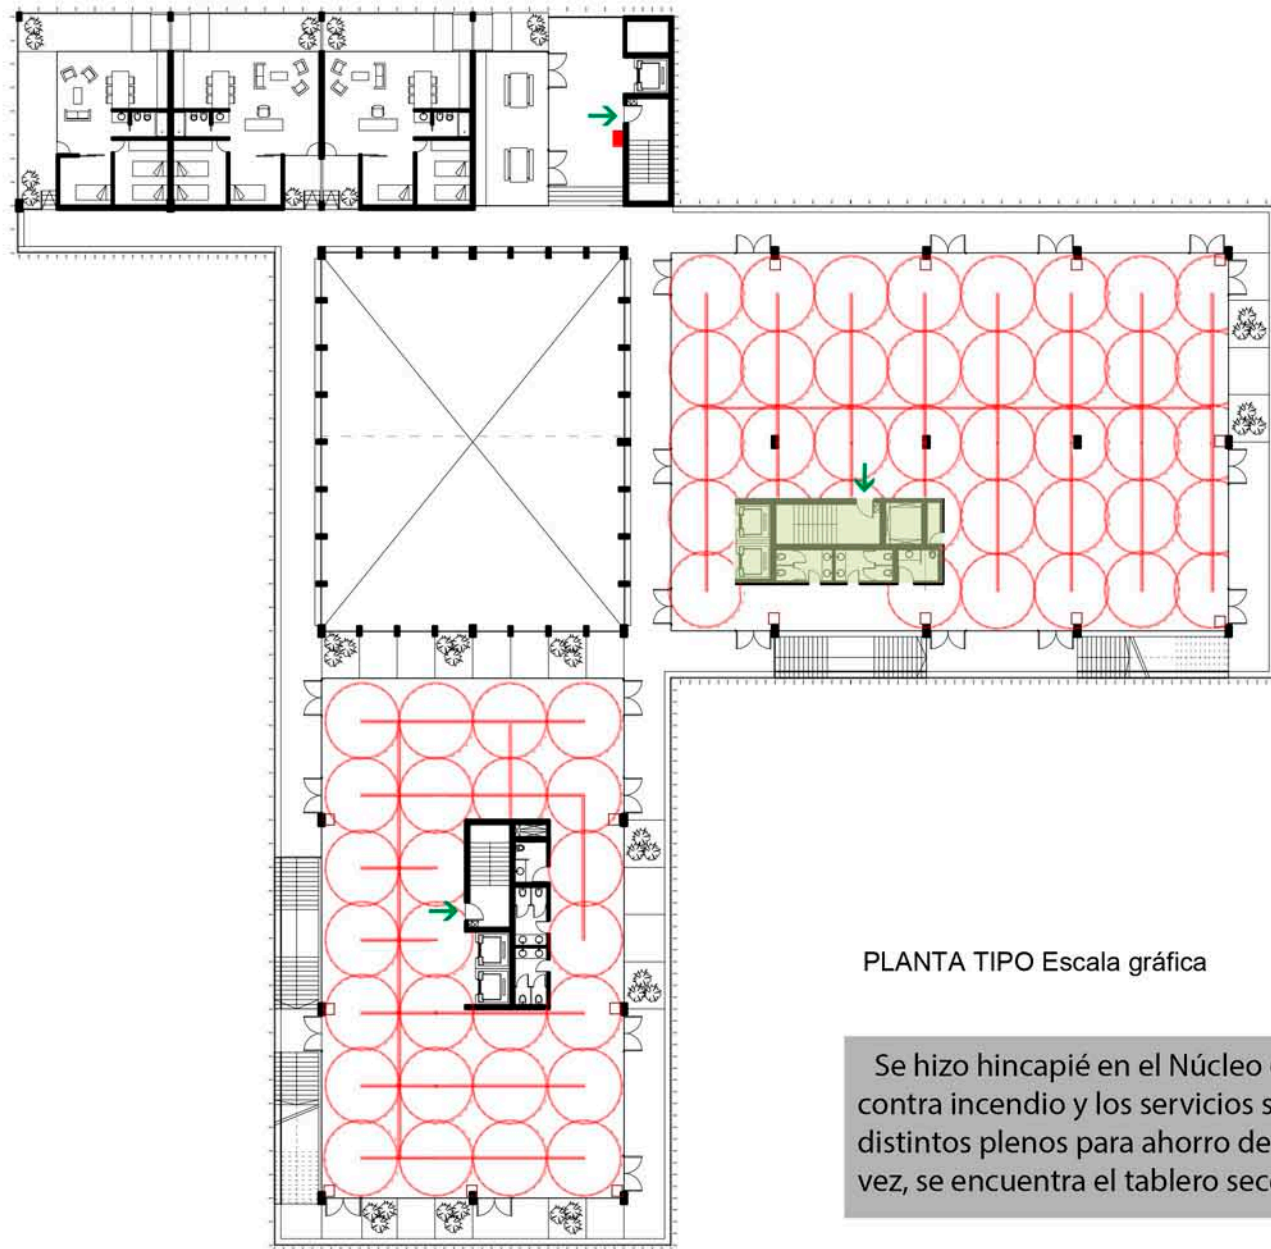 PLANTA TIPO Escala gráfica
Se hizo hincapié en el Núcleo
contra incendio y los servicios
distintos plenos para ahorro de
vez, se encuentra el tablero